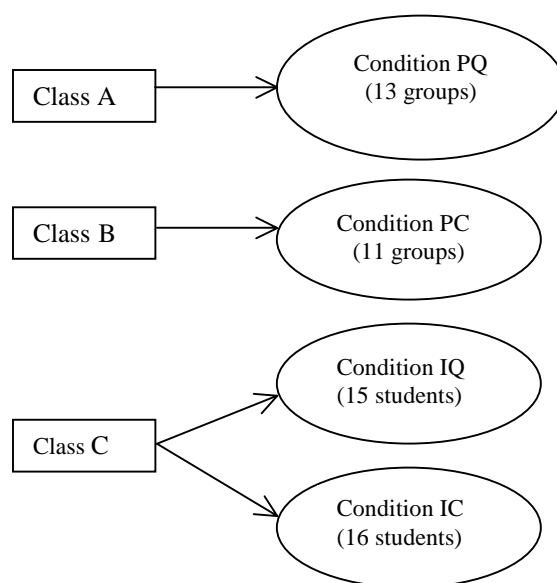 Class A
Condition PQ
(13 groups)
Class B
Condition PC
(11 groups)
Class C
Condition IQ
(15 students)
Condition IC
(16 students)